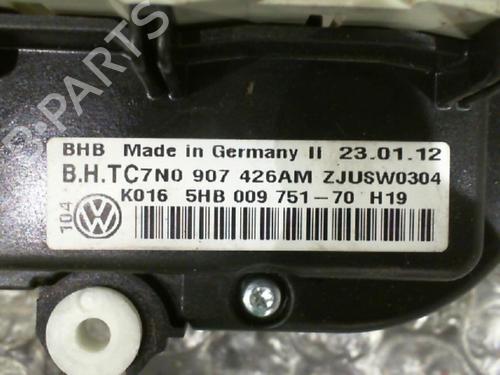 B-PARTS
BHB Made in Germany II 23.01.12
B.H.TC7N0 907 426AM ZJUSW0304
K016 5HB 009 751-70 H19
104